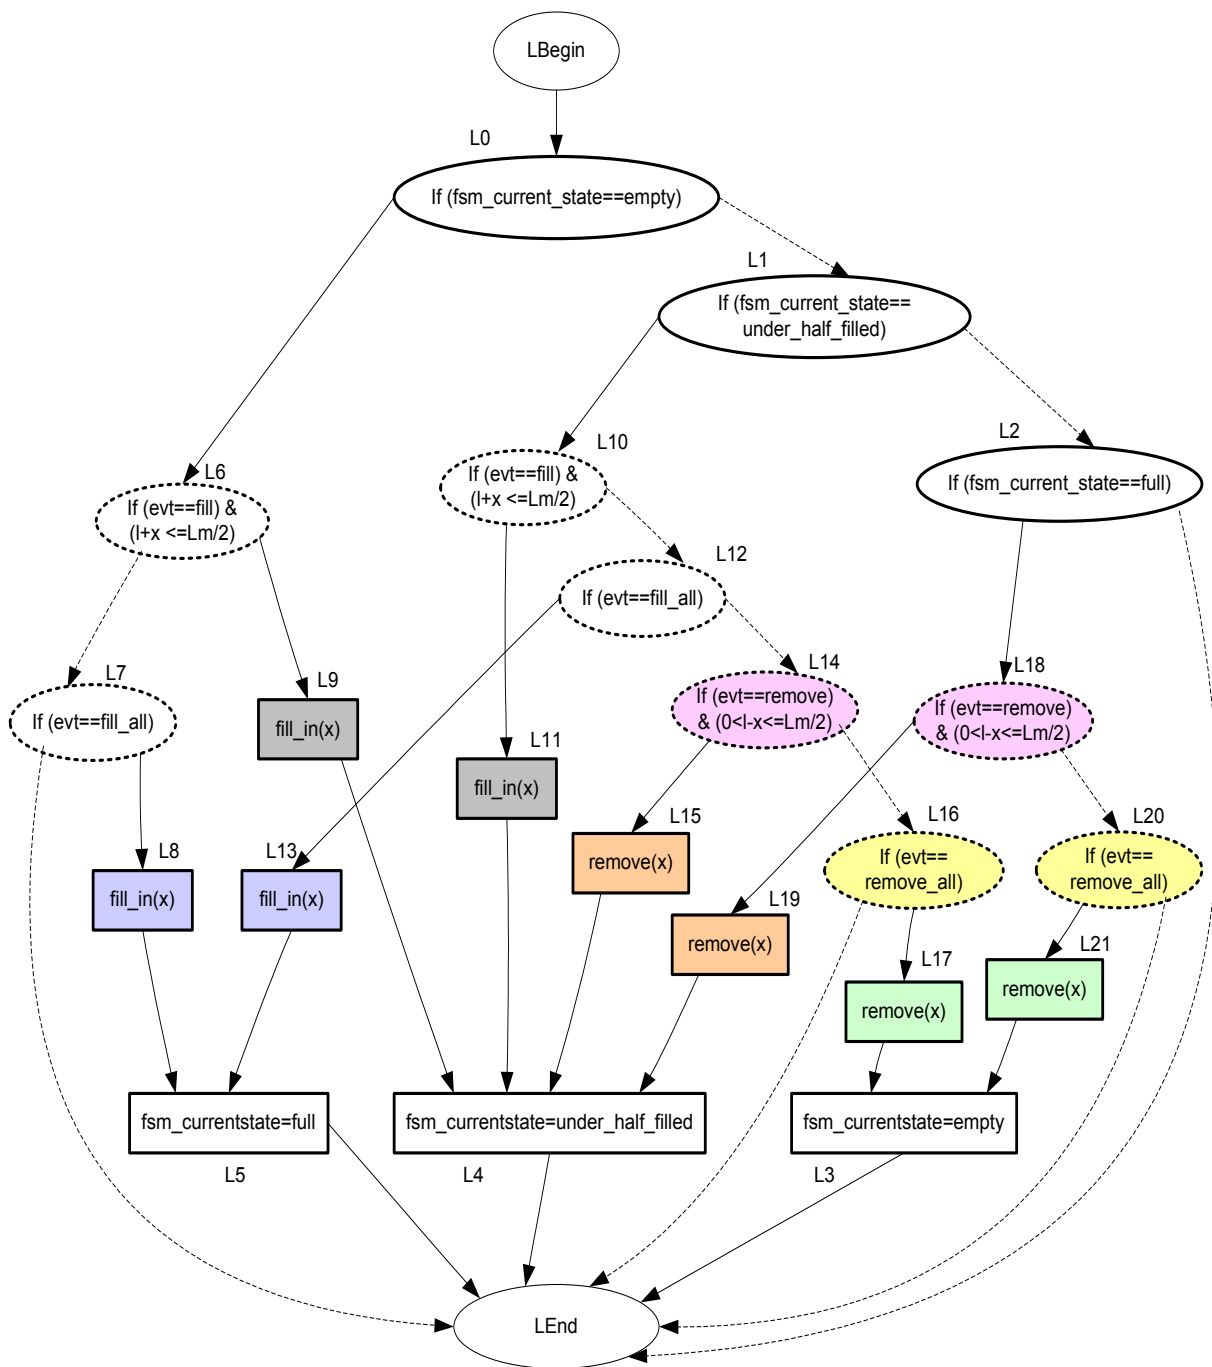 LBegin
L0
If (fsm_current_state==empty)
L1
If (fsm_current_state==
under_half_filled)
L10
L2
L6
If (evt==fill) &
(l+x <=Lm/2)
If (fsm_current_state==full)
If (evt==fill) &
(l+x <=Lm/2)
L12
If (evt==fill_all)
L7
L9
L14
L18
If (evt==fill_all)
fill_in(x)
If (evt==remove)
& (0<l-x<=Lm/2)
If (evt==remove)
& (0<l-x<=Lm/2)
L11
fill_in(x)
L15
L16
L20
L8
L13
remove(x)
If (evt==
remove_all)
If (evt==
remove_all)
fill_in(x)
fill_in(x)
L19
remove(x)
L17
L21
remove(x)
remove(x)
fsm_currentstate=full
fsm_currentstate=under_half_filled
fsm_currentstate=empty
L5
L4
L3
LEnd